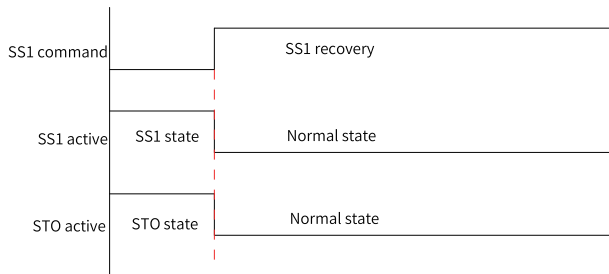 SS1 command
SS1 recovery
SS1 active
SS1 state
Normal state
STO active
STO state
Normal state